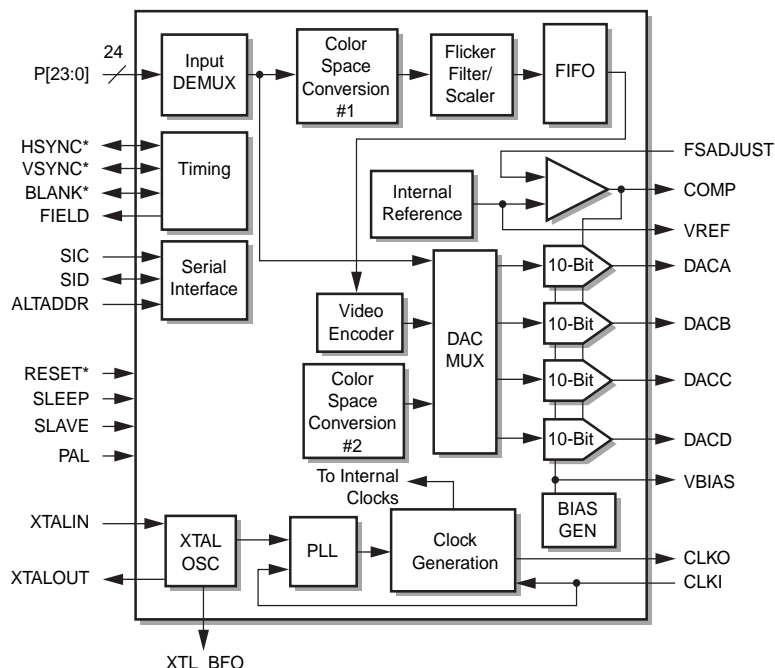 24
P[23:0]
Input
DEMUX
Color
Space
Conversion
#1
Flicker
Filter/
Scaler
FIFO
HSYNC*
VSYNC*
BLANK*
FIELD
Timing
SIC
SID
ALTADDR
Serial
Interface
RESET*
SLEEP
SLAVE
PAL
Internal
Reference
Video
Encoder
Color
Space
Conversion
#2
DAC
MUX
10-Bit
10-Bit
10-Bit
10-Bit
FSADJUST
COMP
VREF
DACA
DACB
DACC
DACD
VBIAS
BIAS
GEN
To Internal
Clocks
XTALIN
XTALOUT
XTAL
OSC
PLL
Clock
Generation
CLKO
CLKI
XTL_BFO